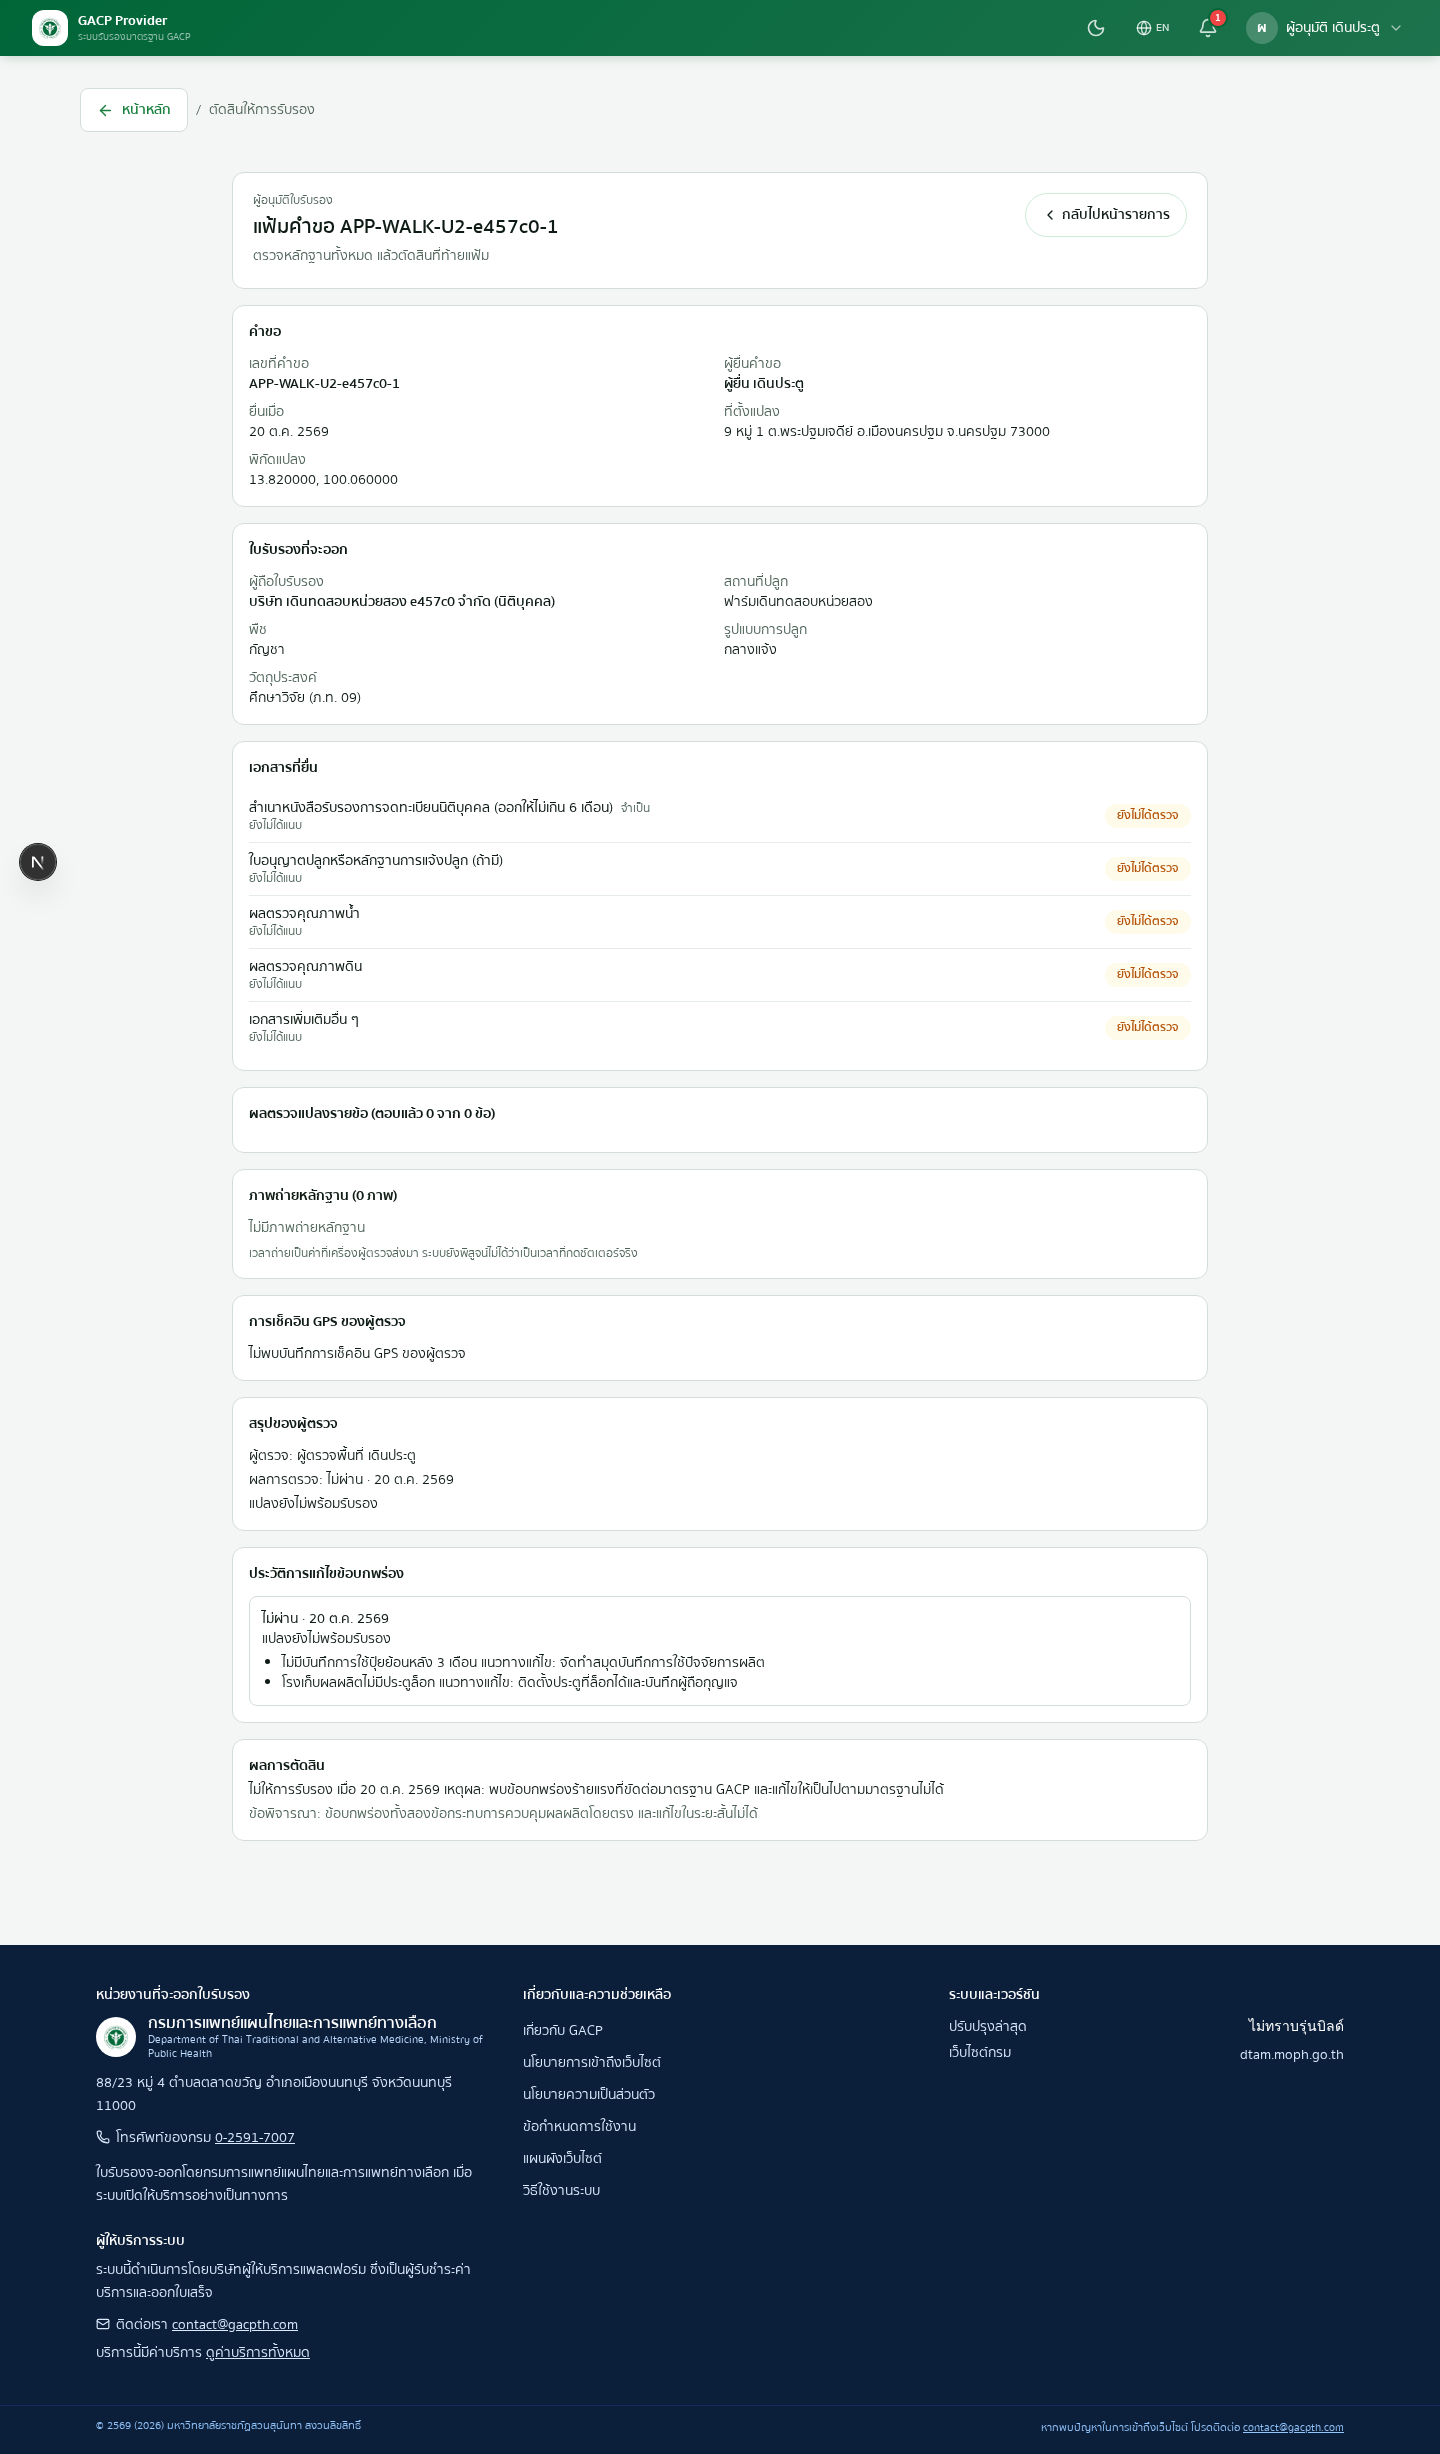 GACP Provider
ระบบรับรองมาตรฐาน GACP
EN
1
ผ
ผู้อนุมัติ เดินประตู
หน้าหลัก
/ ตัดสินให้การรับรอง
ผู้อนุมัติใบรับรอง
แฟ้มคำขอ APP-WALK-U2-e457c0-1
ตรวจหลักฐานทั้งหมด แล้วตัดสินที่ท้ายแฟ้ม
กลับไปหน้ารายการ
คำขอ
เลขที่คำขอ
APP-WALK-U2-e457c0-1
ผู้ยื่นคำขอ
ผู้ยื่น เดินประตู
ยื่นเมื่อ
20 ต.ค. 2569
ที่ตั้งแปลง
9 หมู่ 1 ต.พระปฐมเจดีย์ อ.เมืองนครปฐม จ.นครปฐม 73000
พิกัดแปลง
13.820000, 100.060000
ใบรับรองที่จะออก
ผู้ถือใบรับรอง
บริษัท เดินทดสอบหน่วยสอง e457c0 จำกัด (นิติบุคคล)
สถานที่ปลูก
ฟาร์มเดินทดสอบหน่วยสอง
พืช
กัญชา
รูปแบบการปลูก
กลางแจ้ง
วัตถุประสงค์
ศึกษาวิจัย (ภ.ท. 09)
เอกสารที่ยื่น
สำเนาหนังสือรับรองการจดทะเบียนนิติบุคคล (ออกให้ไม่เกิน 6 เดือน) จำเป็น
ยังไม่ได้แนบ
ยังไม่ได้ตรวจ
ใบอนุญาตปลูกหรือหลักฐานการแจ้งปลูก (ถ้ามี)
ยังไม่ได้แนบ
ยังไม่ได้ตรวจ
ผลตรวจคุณภาพน้ำ
ยังไม่ได้แนบ
ยังไม่ได้ตรวจ
ผลตรวจคุณภาพดิน
ยังไม่ได้แนบ
ยังไม่ได้ตรวจ
เอกสารเพิ่มเติมอื่น ๆ
ยังไม่ได้แนบ
ยังไม่ได้ตรวจ
ผลตรวจแปลงรายข้อ (ตอบแล้ว 0 จาก 0 ข้อ)
ภาพถ่ายหลักฐาน (0 ภาพ)
ไม่มีภาพถ่ายหลักฐาน
เวลาถ่ายเป็นค่าที่เครื่องผู้ตรวจส่งมา ระบบยังพิสูจน์ไม่ได้ว่าเป็นเวลาที่กดชัตเตอร์จริง
การเช็คอิน GPS ของผู้ตรวจ
ไม่พบบันทึกการเช็คอิน GPS ของผู้ตรวจ
สรุปของผู้ตรวจ
ผู้ตรวจ: ผู้ตรวจพื้นที่ เดินประตู
ผลการตรวจ: ไม่ผ่าน · 20 ต.ค. 2569
แปลงยังไม่พร้อมรับรอง
ประวัติการแก้ไขข้อบกพร่อง
ไม่ผ่าน · 20 ต.ค. 2569
แปลงยังไม่พร้อมรับรอง
• ไม่มีบันทึกการใช้ปุ๋ยย้อนหลัง 3 เดือน แนวทางแก้ไข: จัดทำสมุดบันทึกการใช้ปัจจัยการผลิต
• โรงเก็บผลผลิตไม่มีประตูล็อก แนวทางแก้ไข: ติดตั้งประตูที่ล็อกได้และบันทึกผู้ถือกุญแจ
ผลการตัดสิน
ไม่ให้การรับรอง เมื่อ 20 ต.ค. 2569 เหตุผล: พบข้อบกพร่องร้ายแรงที่ขัดต่อมาตรฐาน GACP และแก้ไขให้เป็นไปตามมาตรฐานไม่ได้
ข้อพิจารณา: ข้อบกพร่องทั้งสองข้อกระทบการควบคุมผลผลิตโดยตรง และแก้ไขในระยะสั้นไม่ได้
หน่วยงานที่จะออกใบรับรอง
กรมการแพทย์แผนไทยและการแพทย์ทางเลือก
Department of Thai Traditional and Alternative Medicine, Ministry of
Public Health
88/23 หมู่ 4 ตำบลตลาดขวัญ อำเภอเมืองนนทบุรี จังหวัดนนทบุรี
11000
โทรศัพท์ของกรม 0-2591-7007
ใบรับรองจะออกโดยกรมการแพทย์แผนไทยและการแพทย์ทางเลือก เมื่อ
ระบบเปิดให้บริการอย่างเป็นทางการ
ผู้ให้บริการระบบ
ระบบนี้ดำเนินการโดยบริษัทผู้ให้บริการแพลตฟอร์ม ซึ่งเป็นผู้รับชำระค่า
บริการและออกใบเสร็จ
ติดต่อเรา contact@gacpth.com
บริการนี้มีค่าบริการ ดูค่าบริการทั้งหมด
เกี่ยวกับและความช่วยเหลือ
เกี่ยวกับ GACP
นโยบายการเข้าถึงเว็บไซต์
นโยบายความเป็นส่วนตัว
ข้อกำหนดการใช้งาน
แผนผังเว็บไซต์
วิธีใช้งานระบบ
ระบบและเวอร์ชัน
ปรับปรุงล่าสุด
ไม่ทราบรุ่นบิลด์
เว็บไซต์กรม
dtam.moph.go.th
© 2569 (2026) มหาวิทยาลัยราชภัฏสวนสุนันทา สงวนลิขสิทธิ์
หากพบปัญหาในการเข้าถึงเว็บไซต์ โปรดติดต่อ contact@gacpth.com